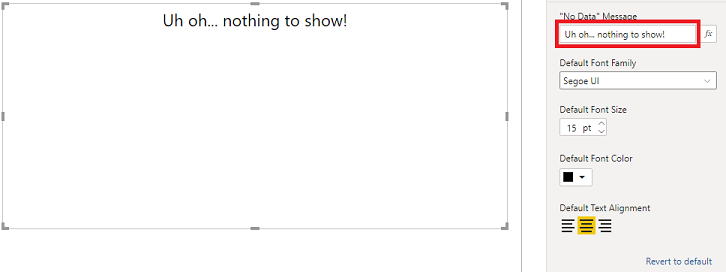 Uh oh... nothing to show!
"No Data" Message
Uh oh... nothing to show!
fx
Default Font Family
Segoe UI
Default Font Size
15 pt
Default Font Color
Default Text Alignment
Revert to default